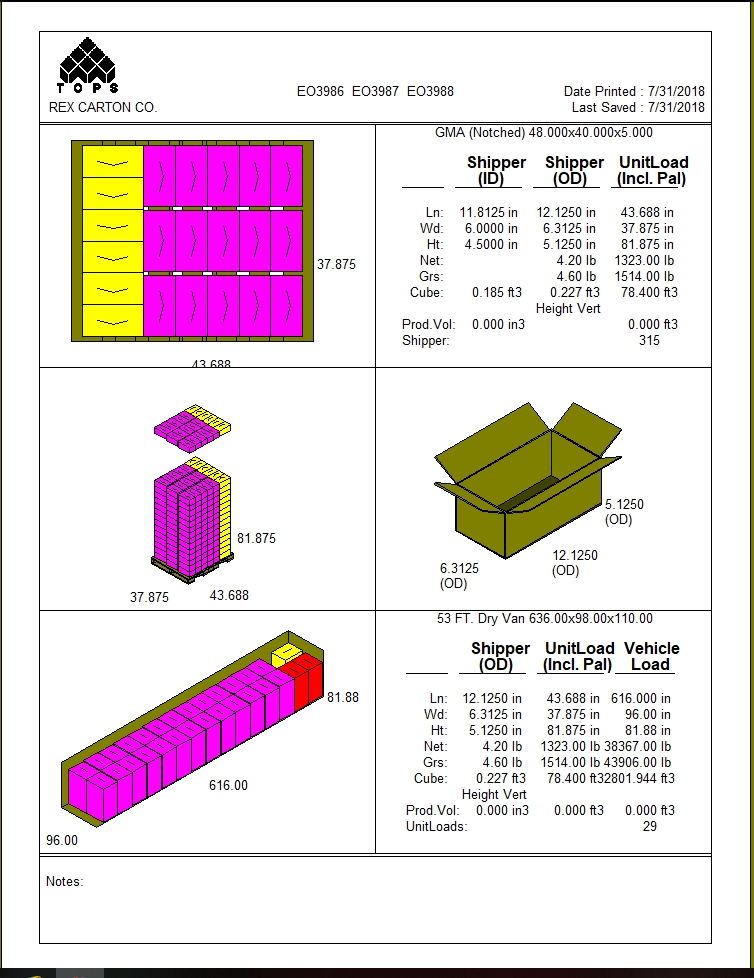 TOPS
REX CARTON CO.
EO3986 EO3987 EO3988
Date Printed : 7/31/2018
Last Saved : 7/31/2018
37.875
43.688
GMA (Notched) 48.000x40.000x5.000
Shipper (ID) Shipper (OD) UnitLoad (Incl. Pal)
Ln: 11.8125 in 12.1250 in 43.688 in
Wd: 6.0000 in 6.3125 in 37.875 in
Ht: 4.5000 in 5.1250 in 81.875 in
Net: 4.20 lb 1323.00 lb
Grs: 4.60 lb 1514.00 lb
Cube: 0.185 ft3 0.227 ft3 78.400 ft3
Height Vert
Prod.Vol: 0.000 in3 0.000 ft3
Shipper: 315
81.875
37.875
43.688
5.1250
(OD)
12.1250
(OD)
6.3125
(OD)
81.88
616.00
96.00
53 FT. Dry Van 636.00x98.00x110.00
Shipper (OD) UnitLoad (Incl. Pal) Vehicle Load
Ln: 12.1250 in 43.688 in 616.000 in
Wd: 6.3125 in 37.875 in 96.00 in
Ht: 5.1250 in 81.875 in 81.88 in
Net: 4.20 lb 1323.00 lb 38367.00 lb
Grs: 4.60 lb 1514.00 lb 43906.00 lb
Cube: 0.227 ft3 78.400 ft32801.944 ft3
Height Vert
Prod.Vol: 0.000 in3 0.000 ft3 0.000 ft3
UnitLoads: 29
Notes: